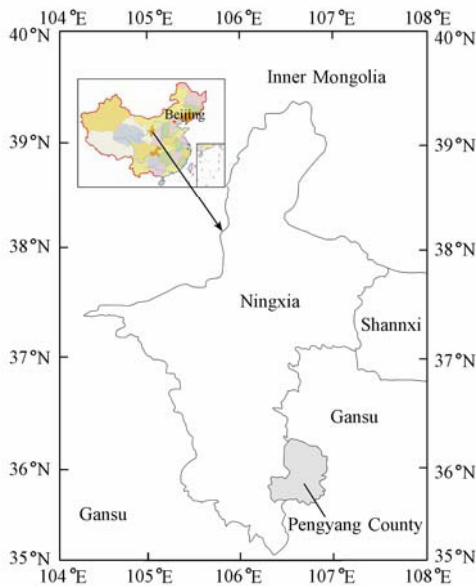 104°E 105°E 106°E 107°E 108°E
40°N 40°N
Inner Mongolia
Beijing
39°N 39°N
38°N 38°N
Ningxia
Shannxi
37°N 37°N
Gansu
36°N 36°N
Gansu
Pengyang County
35°N 35°N
104°E 105°E 106°E 107°E 108°E